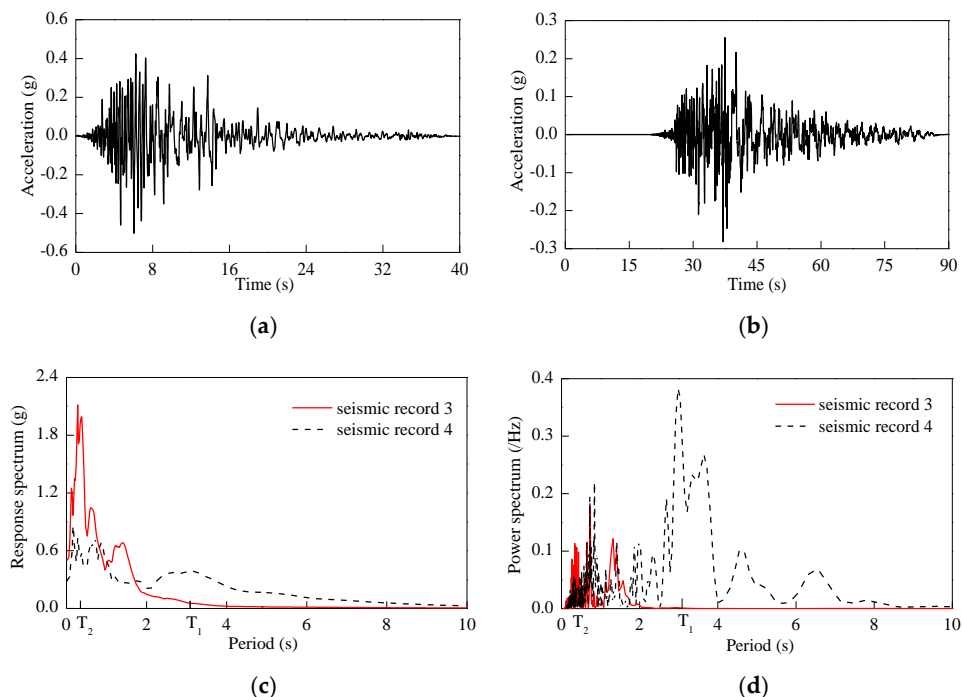 0.6
0.4
0.2
0.0
-0.2
-0.4
-0.6
Acceleration (g)
0 8 16 24 32 40
Time (s)
(a)
0.3
0.2
0.1
0.0
-0.1
-0.2
-0.3
Acceleration (g)
0 15 30 45 60 75 90
Time (s)
(b)
2.4
1.8
1.2
0.6
0.0
Response spectrum (g)
seismic record 3
seismic record 4
0 T2 2 T1 4 6 8 10
Period (s)
(c)
0.4
0.3
0.2
0.1
0.0
Power spectrum (/Hz)
seismic record 3
seismic record 4
0 T2 2 T1 4 6 8 10
Period (s)
(d)